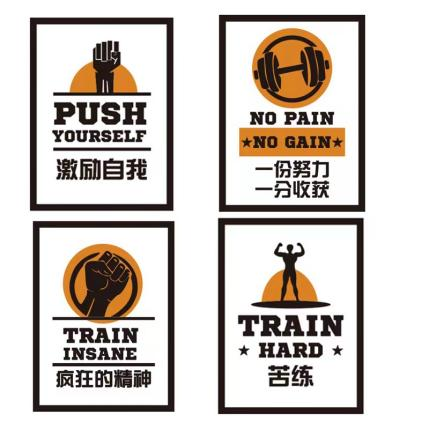 PUSH
YOURSELF
激励自我
NO PAIN
★NO GAIN★
一份努力
一分收获
TRAIN
INSANE
疯狂的精神
TRAIN
★ HARD ★
苦练